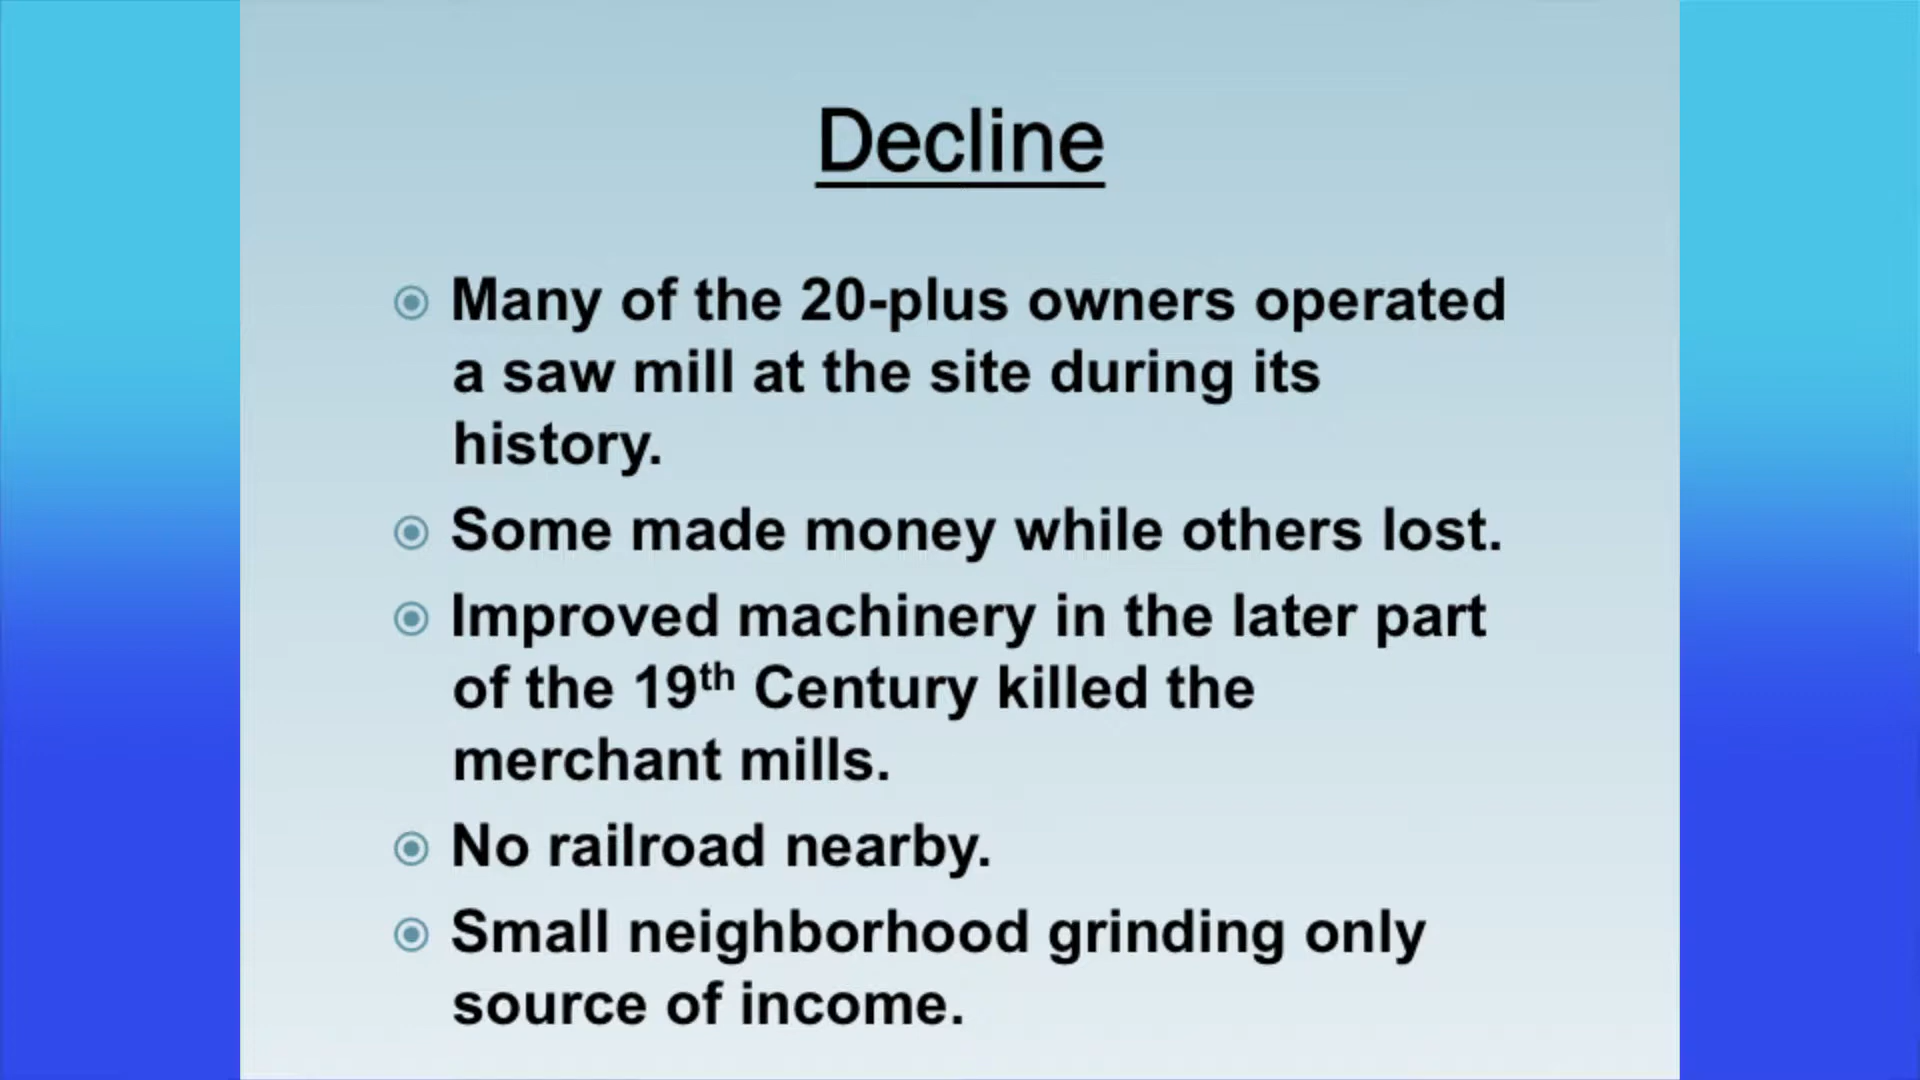 Decline
Many of the 20-plus owners operated
a saw mill at the site during its
history.
Some made money while others lost.
Improved machinery in the later part
of the 19th Century killed the
merchant mills.
No railroad nearby.
Small neighborhood grinding only
source of income.